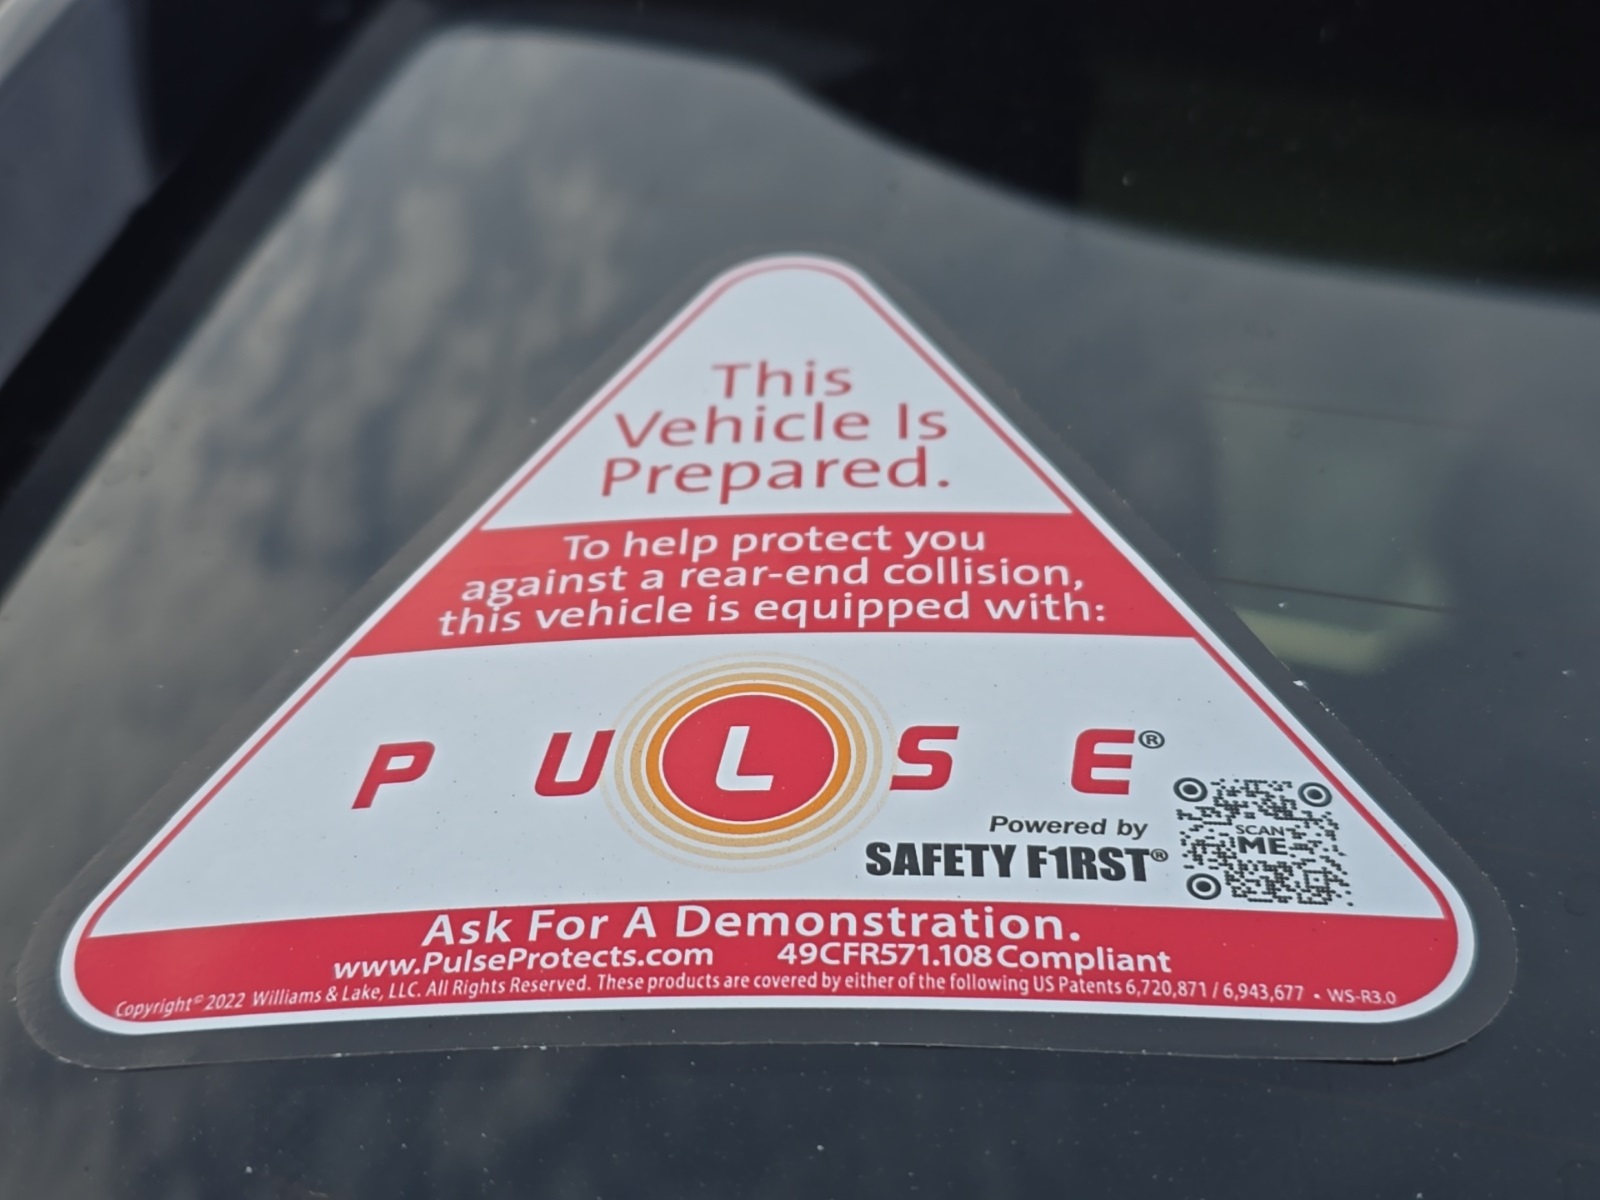 This
Vehicle Is
Prepared.
To help protect you
against a rear-end collision,
this vehicle is equipped with:
PULSE®
Powered by
SAFETY F1RST®
SCAN
ME
Ask For A Demonstration.
www.PulseProtects.com 49CFR571.108 Compliant
Copyright© 2022 Williams & Lake, LLC. All Rights Reserved. These products are covered by either of the following US Patents 6,720,871 / 6,943,677 • WS-R3.0